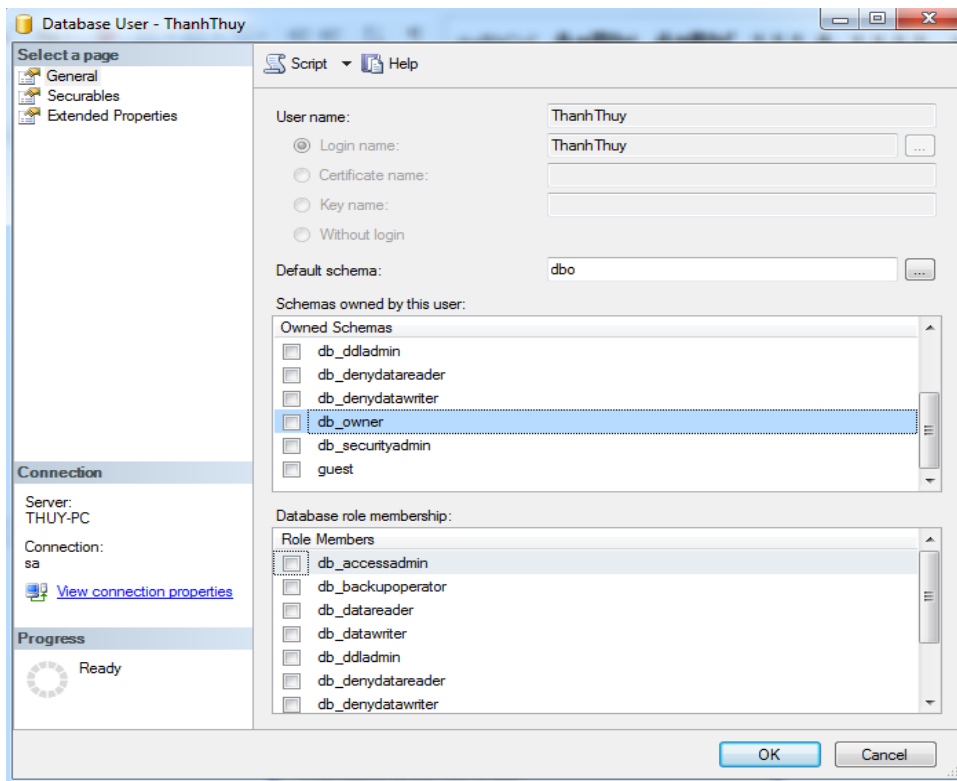 Database User - ThanhThuy
Select a page
General
Securables
Extended Properties
Script Help
User name: ThanhThuy
Login name: ThanhThuy ...
Certificate name:
Key name:
Without login
Default schema: dbo ...
Schemas owned by this user:
Owned Schemas
db_ddladmin
db_denydatareader
db_denydatawriter
db_owner
db_securityadmin
guest
Connection
Server:
THUY-PC
Connection:
sa
View connection properties
Database role membership:
Role Members
db_accessadmin
db_backupoperator
db_datareader
db_datawriter
db_ddladmin
db_denydatareader
db_denydatawriter
Progress
Ready
OK Cancel